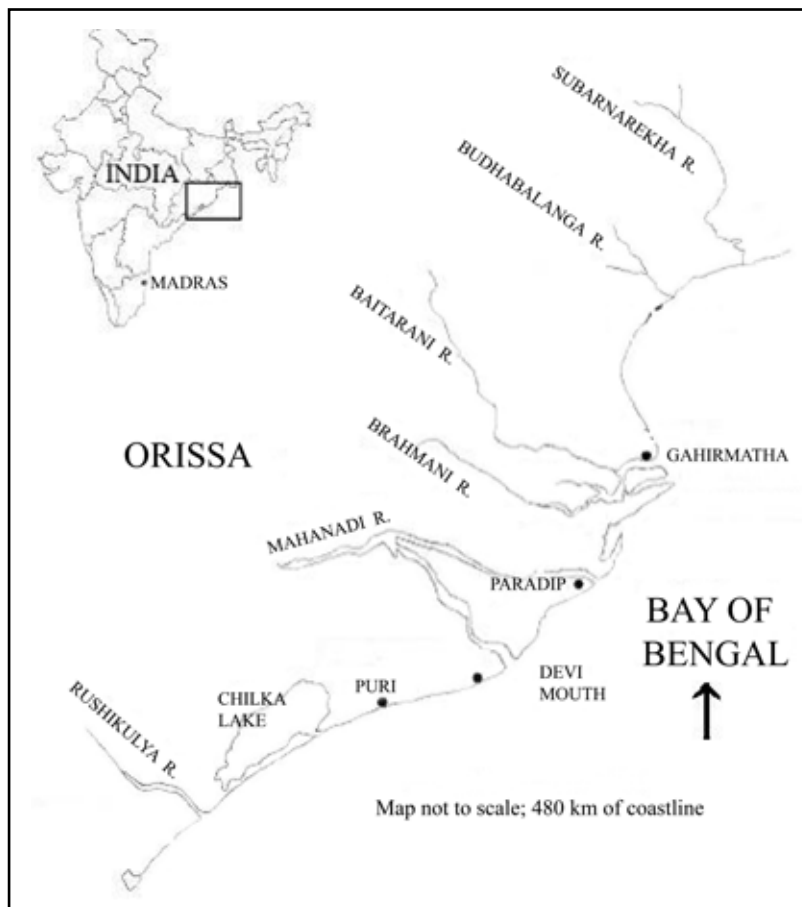 SUBARNAREKHA R.
BUDHABALANGA R.
INDIA
MADRAS
BAITARANI R.
ORISSA
BRAHMANI R.
GAHIRMATHA
MAHANADI R.
PARADIP
BAY OF
BENGAL
DEVI
MOUTH
PURI
CHILKA
LAKE
RUSHIKULYA R.
Map not to scale; 480 km of coastline